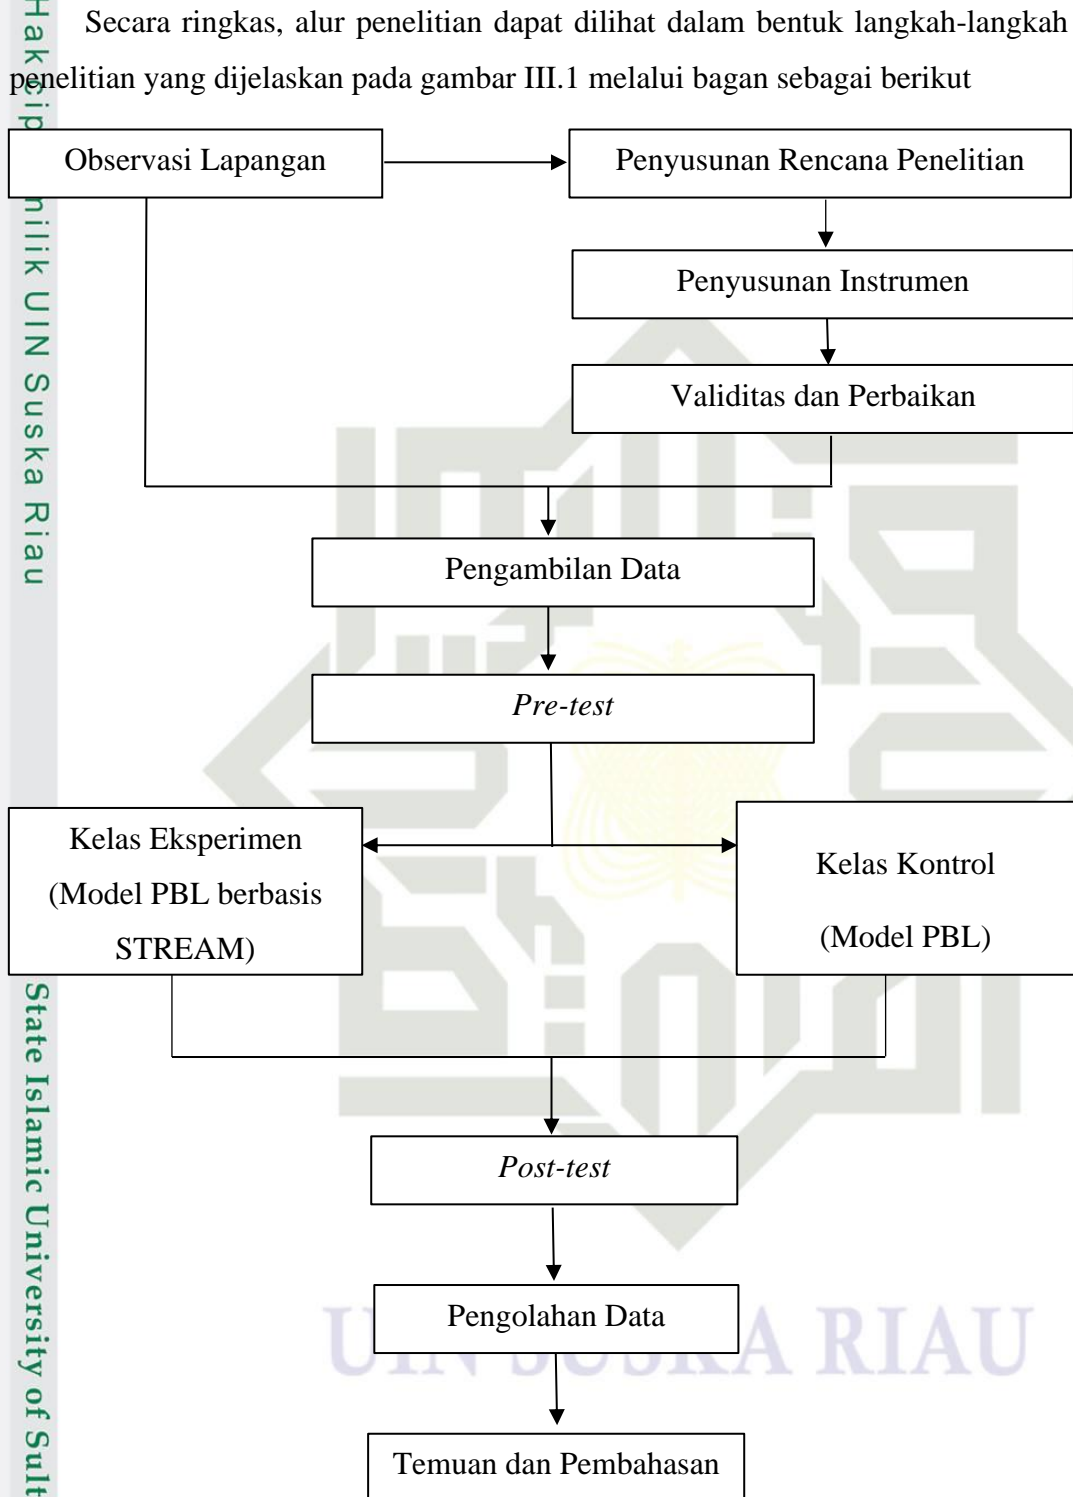 Secara ringkas, alur penelitian dapat dilihat dalam bentuk langkah-langkah
penelitian yang dijelaskan pada gambar III.1 melalui bagan sebagai berikut
Observasi Lapangan
Penyusunan Rencana Penelitian
Penyusunan Instrumen
Validitas dan Perbaikan
Pengambilan Data
Pre-test
Kelas Eksperimen
(Model PBL berbasis
STREAM)
Kelas Kontrol
(Model PBL)
Post-test
Pengolahan Data
Temuan dan Pembahasan
UIN SUSKA RIAU
Hak cip milik UIN Suska Riau
State Islamic University of Sult